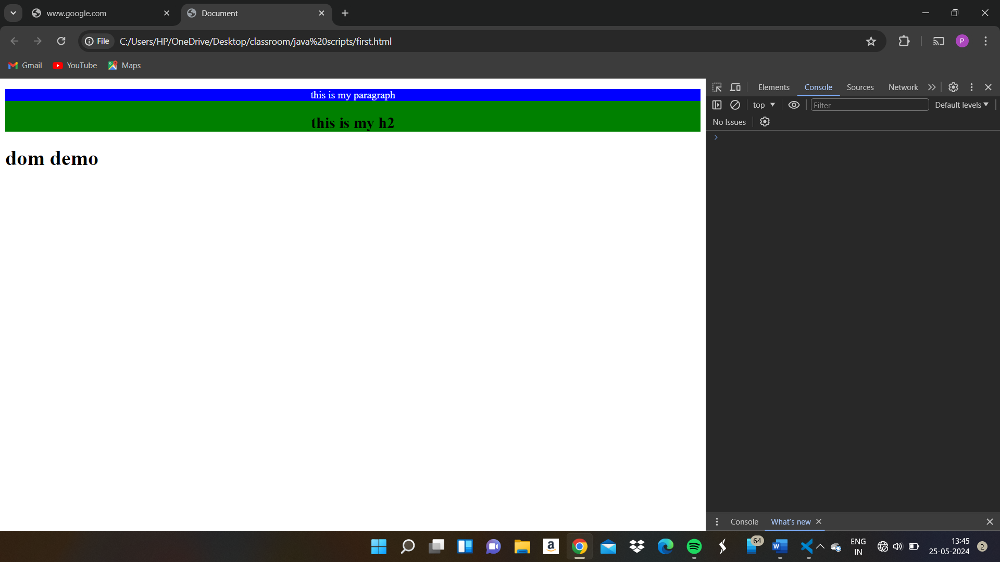 www.google.com
Document
File
C:/Users/HP/OneDrive/Desktop/classroom/java%20scripts/first.html
P
Gmail
YouTube
Maps
this is my paragraph
this is my h2
dom demo
Elements
Console
Sources
Network
top
Filter
Default levels
No Issues
Console
What's new
a
64
W
ENG
IN
13:45
25-05-2024
2